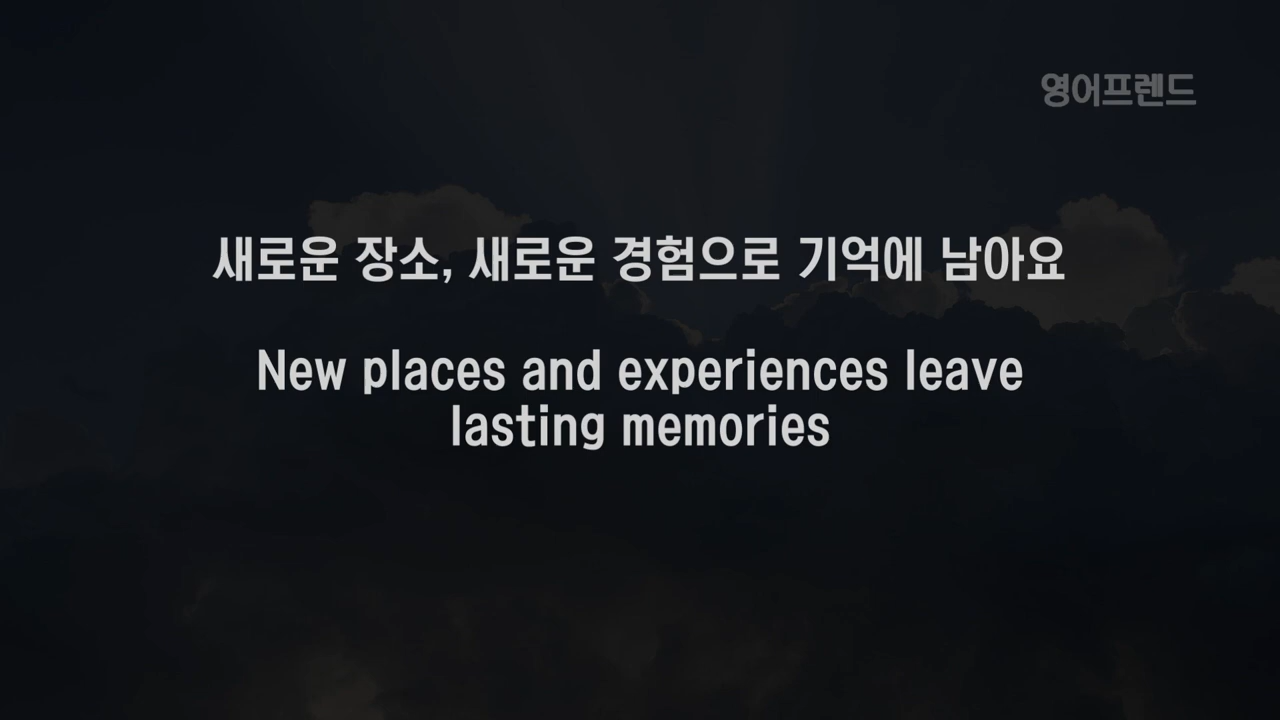 영어프렌드
새로운 장소, 새로운 경험으로 기억에 남아요
New places and experiences leave
lasting memories